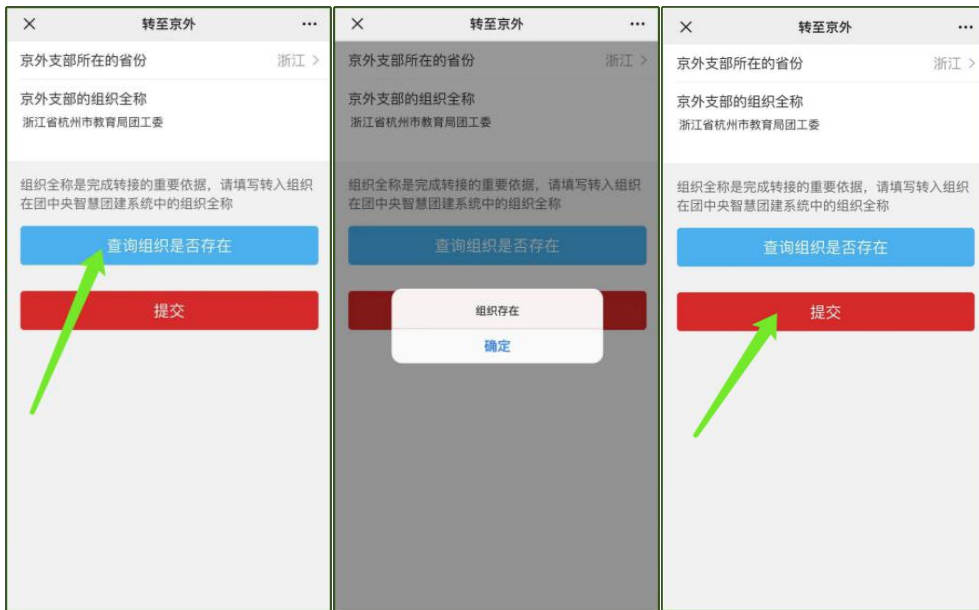 转至京外
京外支部所在的省份 浙江 >
京外支部的组织全称
浙江省杭州市教育局团工委
组织全称是完成转接的重要依据，请填写转入组织
在团中央智慧团建系统中的组织全称
查询组织是否存在
提交
转至京外
京外支部所在的省份 浙江 >
京外支部的组织全称
浙江省杭州市教育局团工委
组织全称是完成转接的重要依据，请填写转入组织
在团中央智慧团建系统中的组织全称
查询组织是否存在
组织存在
确定
转至京外
京外支部所在的省份 浙江 >
京外支部的组织全称
浙江省杭州市教育局团工委
组织全称是完成转接的重要依据，请填写转入组织
在团中央智慧团建系统中的组织全称
查询组织是否存在
提交